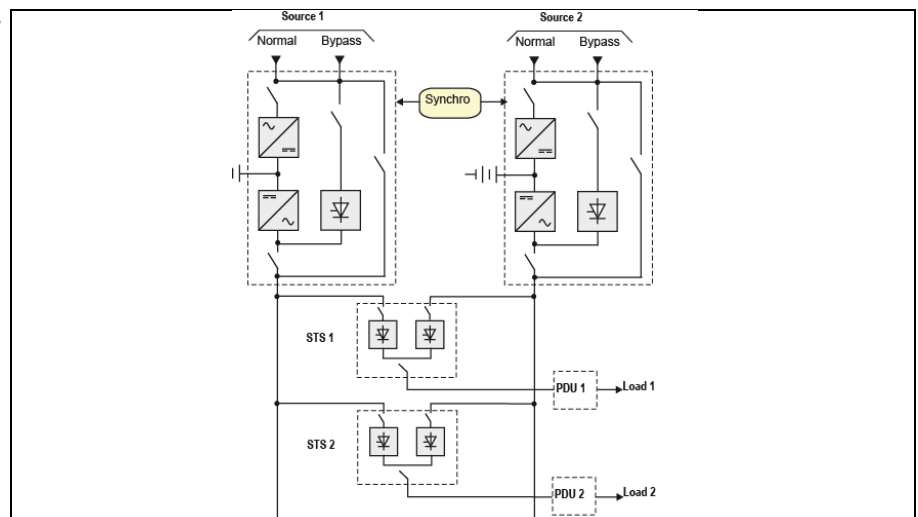 Source 1
Source 2
Normal Bypass
Normal Bypass
Synchro
STS 1
PDU 1
Load 1
STS 2
PDU 2
Load 2